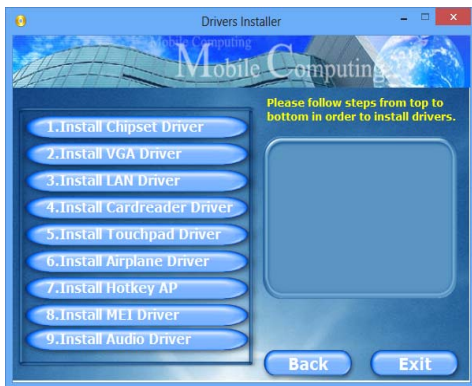 Drivers Installer
Mobile Computing
Mobile Computing
Please follow steps from top to
bottom in order to install drivers.
1.Install Chipset Driver
2.Install VGA Driver
3.Install LAN Driver
4.Install Cardreader Driver
5.Install Touchpad Driver
6.Install Airplane Driver
7.Install Hotkey AP
8.Install MEI Driver
9.Install Audio Driver
Back
Exit